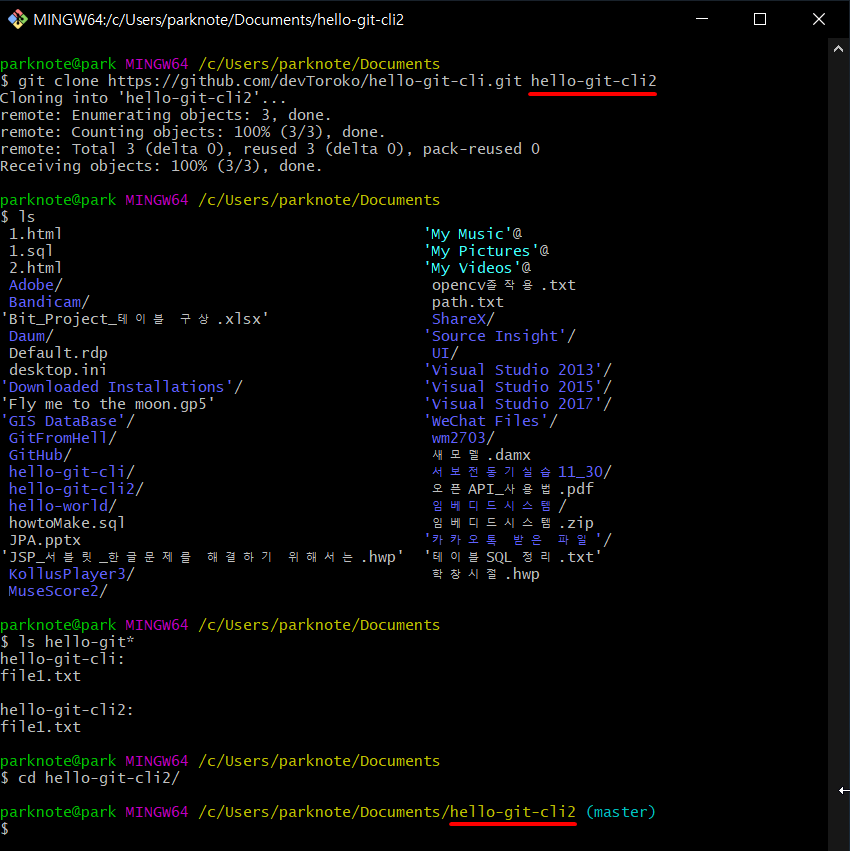 MINGW64:/c/Users/parknote/Documents/hello-git-cli2
parknote@park MINGW64 /c/Users/parknote/Documents
$ git clone https://github.com/devToroko/hello-git-cli.git hello-git-cli2
Cloning into 'hello-git-cli2'...
remote: Enumerating objects: 3, done.
remote: Counting objects: 100% (3/3), done.
remote: Total 3 (delta 0), reused 3 (delta 0), pack-reused 0
Receiving objects: 100% (3/3), done.
parknote@park MINGW64 /c/Users/parknote/Documents
$ ls
1.html 'My Music'@
1.sql 'My Pictures'@
2.html 'My Videos'@
Adobe/ opencv졸작용.txt
Bandicam/ path.txt
'Bit_Project_테이블 구상.xlsx' ShareX/
Daum/ 'Source Insight'/
Default.rdp UI/
desktop.ini 'Visual Studio 2013'/
'Downloaded Installations'/ 'Visual Studio 2015'/
'Fly me to the moon.gp5' 'Visual Studio 2017'/
'GIS DataBase'/ 'WeChat Files'/
GitFromHell/ wm2703/
GitHub/ 새모델.damx
hello-git-cli/ 서보전동기실습11_30/
hello-git-cli2/ 오픈API_사용법.pdf
hello-world/ 임베디드시스템/
howtoMake.sql 임베디드시스템.zip
JPA.pptx '카카오톡 받은 파일'/
'JSP_서블릿_한글문제를 해결하기 위해서는.hwp' '테이블SQL 정리.txt'
KollusPlayer3/ 학창시절.hwp
MuseScore2/
parknote@park MINGW64 /c/Users/parknote/Documents
$ ls hello-git*
hello-git-cli:
file1.txt
hello-git-cli2:
file1.txt
parknote@park MINGW64 /c/Users/parknote/Documents
$ cd hello-git-cli2/
parknote@park MINGW64 /c/Users/parknote/Documents/hello-git-cli2 (master)
$